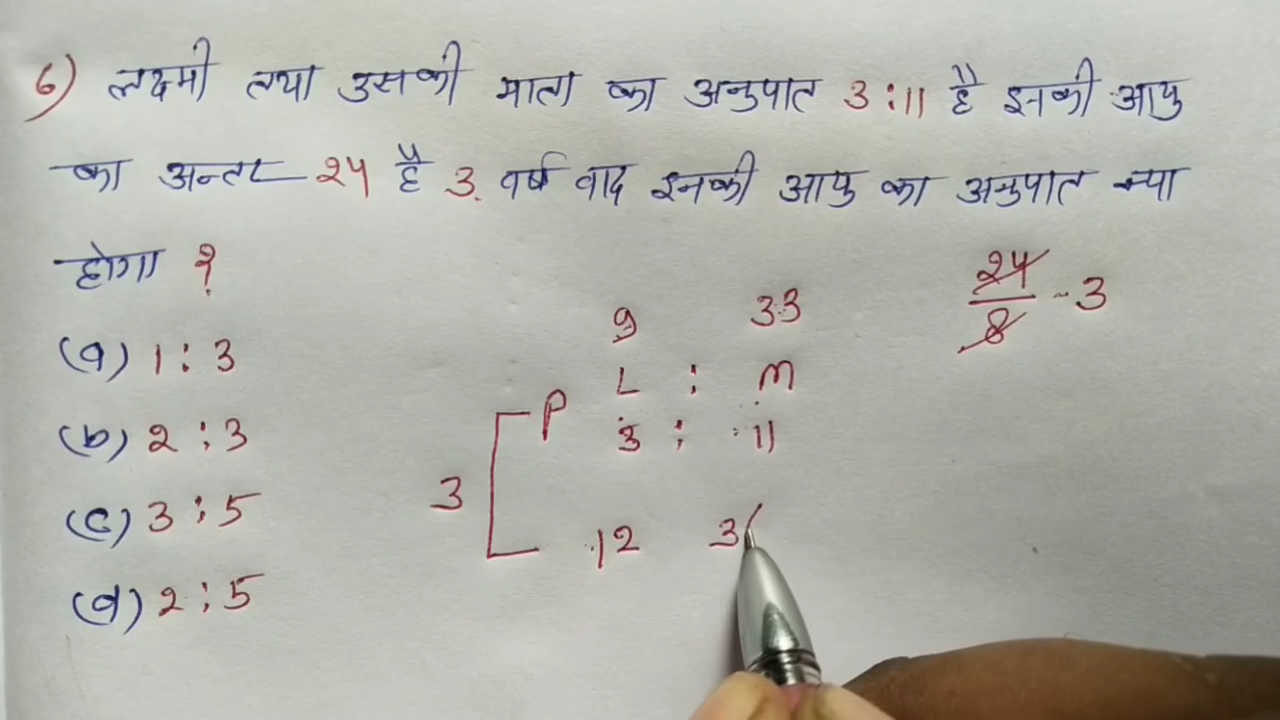 6) लक्ष्मी तथा उसकी माता का अनुपात 3:11 है इनकी आयु
का अन्तर 24 है 3 वर्ष बाद इनकी आयु का अनुपात क्या
होगा ?
(a) 1:3
(b) 2:3
(c) 3:5
(d) 2:5
24/8 - 3
9 33
L : M
P 3 : 11
3
12 36